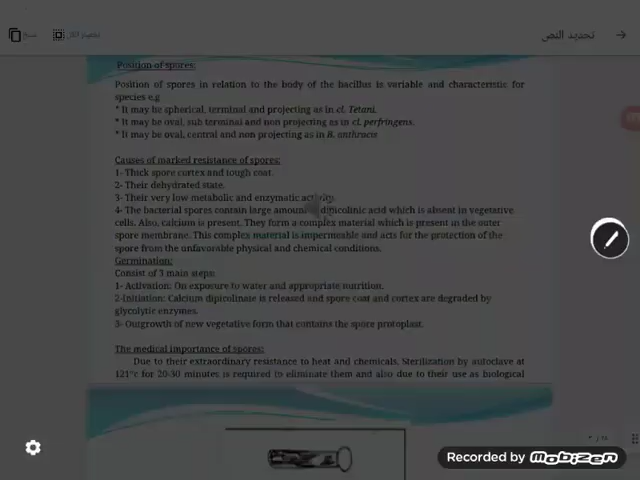 نسخ
تحديد الكل
تحديد النص
Position of spores:
Position of spores in relation to the body of the bacillus is variable and characteristic for
species e.g
* It may be spherical, terminal and projecting as in cl. Tetani.
* It may be oval, sub terminal and non projecting as in cl. perfringens.
* It may be oval, central and non projecting as in B. anthracis
Causes of marked resistance of spores:
1- Thick spore cortex and tough coat.
2- Their dehydrated state.
3- Their very low metabolic and enzymatic activity
4- The bacterial spores contain large amount dipicolinic acid which is absent in vegetative
cells. Also, calcium is present. They form a complex material which is present in the outer
spore membrane. This complex material is impermeable and acts for the protection of the
spore from the unfavorable physical and chemical conditions.
Germination:
Consist of 3 main steps:
1- Activation: On exposure to water and appropriate nutrition.
2-Initiation: Calcium dipicolinate is released and spore coat and cortex are degraded by
glycolytic enzymes.
3- Outgrowth of new vegetative form that contains the spore protoplast.
The medical importance of spores:
Due to their extraordinary resistance to heat and chemicals. Sterilization by autoclave at
121°c for 20-30 minutes is required to eliminate them and also due to their use as biological
Recorded by Mobizen